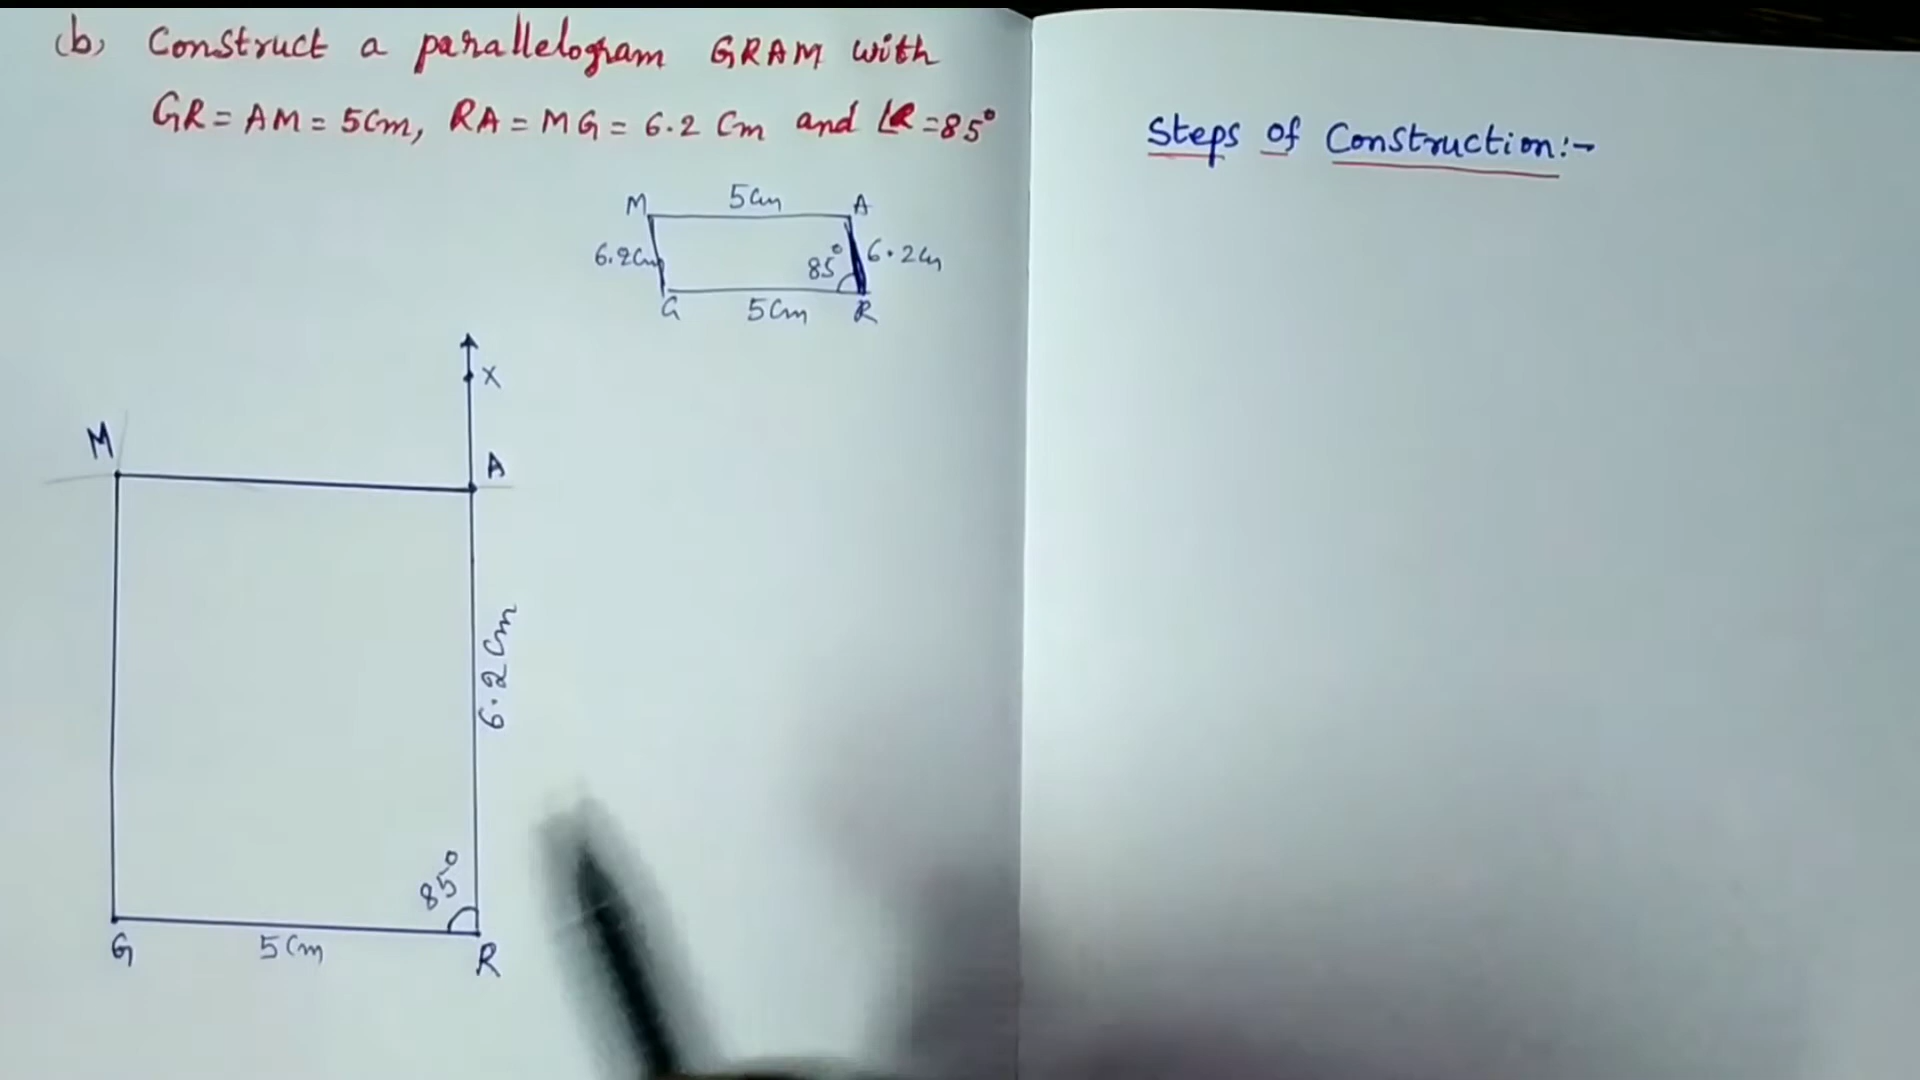 (b) Construct a parallelogram GRAM with
GR = AM = 5cm, RA = MG = 6.2 cm and ∠R = 85°
Steps of Construction:-
M 5cm A
6.2cm 85° 6.2cm
G 5cm R
X
M A
6.2 cm
85°
G 5cm R